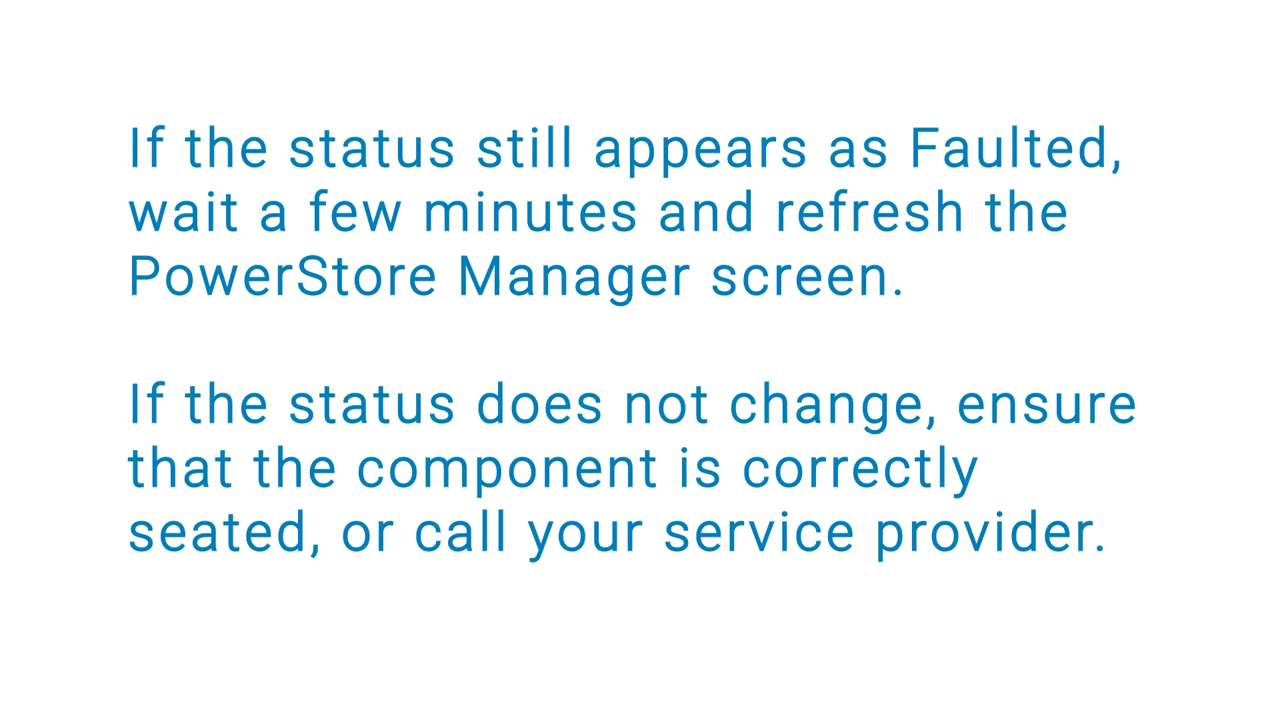 If the status still appears as Faulted,
wait a few minutes and refresh the
PowerStore Manager screen.
If the status does not change, ensure
that the component is correctly
seated, or call your service provider.